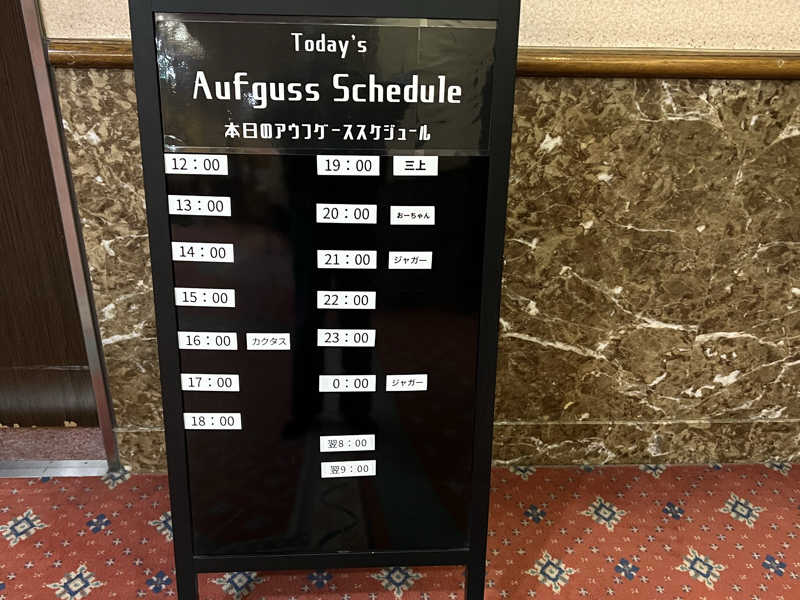 Today's
Aufguss Schedule
本日のアウフグーススケジュール
12：00
13：00
14：00
15：00
16：00 カクタス
17：00
18：00
19：00 三上
20：00 おーちゃん
21：00 ジャガー
22：00
23：00
0：00 ジャガー
翌8：00
翌9：00